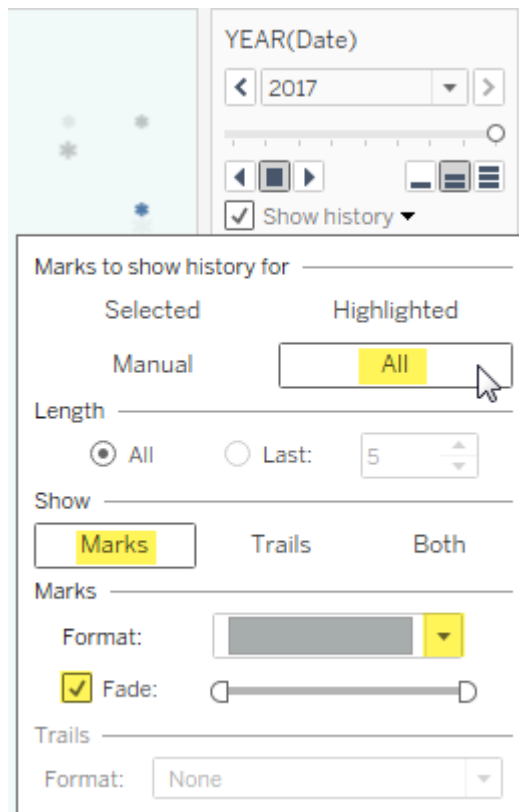 YEAR(Date)
2017
Show history
Marks to show history for
Selected Highlighted
Manual All
Length
All Last: 5
Show
Marks Trails Both
Marks
Format:
Fade:
Trails
Format: None